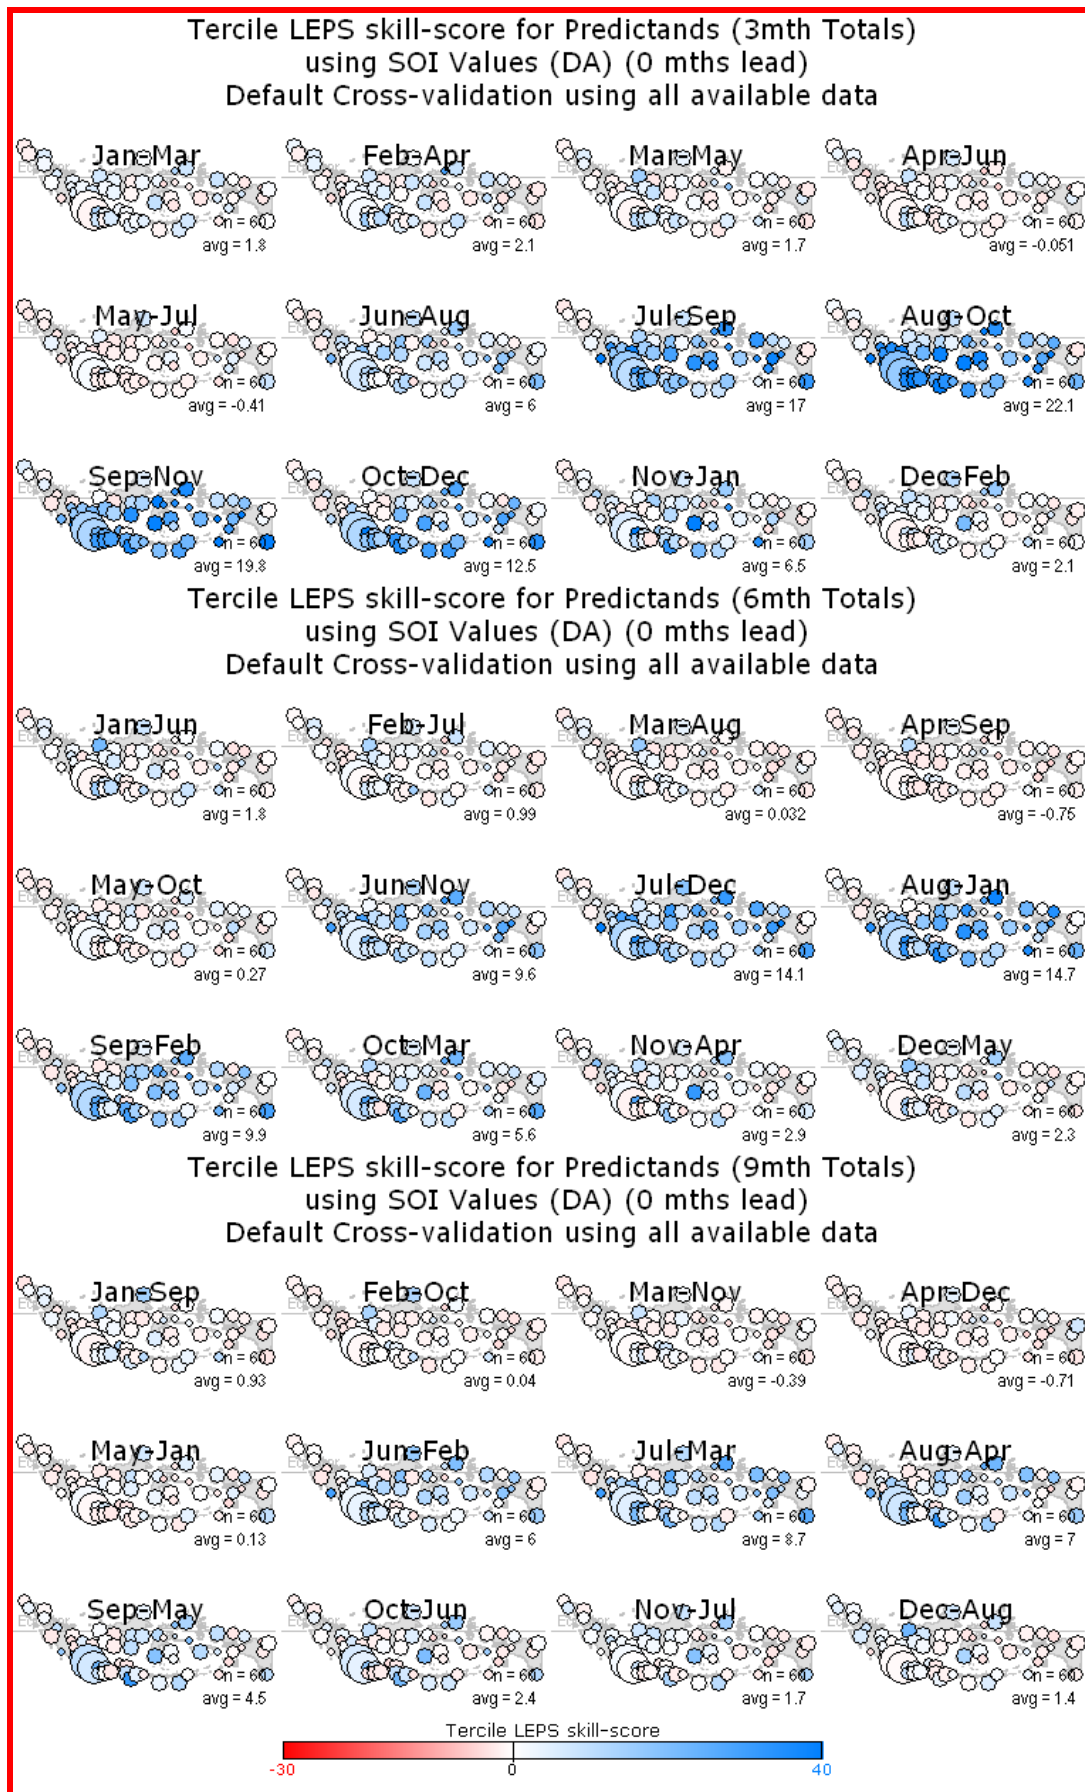 Tercile LEPS skill-score for Predictands (3mth Totals)
using SOI Values (DA) (0 mths lead)
Default Cross-validation using all available data
Jan-Mar
Feb-Apr
Mar-May
Apr-Jun
n = 60
n = 60
n = 60
n = 60
avg = 1.8
avg = 2.1
avg = 1.7
avg = -0.051
May-Jul
Jun-Aug
Jul-Sep
Aug-Oct
n = 60
n = 60
n = 60
n = 60
avg = -0.41
avg = 6
avg = 17
avg = 22.1
Sep-Nov
Oct-Dec
Nov-Jan
Dec-Feb
n = 60
n = 60
n = 60
n = 60
avg = 19.8
avg = 12.5
avg = 6.5
avg = 2.1
Tercile LEPS skill-score for Predictands (6mth Totals)
using SOI Values (DA) (0 mths lead)
Default Cross-validation using all available data
Jan-Jun
Feb-Jul
Mar-Aug
Apr-Sep
n = 60
n = 60
n = 60
n = 60
avg = 1.8
avg = 0.99
avg = 0.032
avg = -0.75
May-Oct
Jun-Nov
Jul-Dec
Aug-Jan
n = 60
n = 60
n = 60
n = 60
avg = 0.27
avg = 9.6
avg = 14.1
avg = 14.7
Sep-Feb
Oct-Mar
Nov-Apr
Dec-May
n = 60
n = 60
n = 60
n = 60
avg = 9.9
avg = 5.6
avg = 2.9
avg = 2.3
Tercile LEPS skill-score for Predictands (9mth Totals)
using SOI Values (DA) (0 mths lead)
Default Cross-validation using all available data
Jan-Sep
Feb-Oct
Mar-Nov
Apr-Dec
n = 60
n = 60
n = 60
n = 60
avg = 0.93
avg = 0.04
avg = -0.39
avg = -0.71
May-Jan
Jun-Feb
Jul-Mar
Aug-Apr
n = 60
n = 60
n = 60
n = 60
avg = 0.13
avg = 6
avg = 8.7
avg = 7
Sep-May
Oct-Jun
Nov-Jul
Dec-Aug
n = 60
n = 60
n = 60
n = 60
avg = 4.5
avg = 2.4
avg = 1.7
avg = 1.4
Tercile LEPS skill-score
-30
0
40